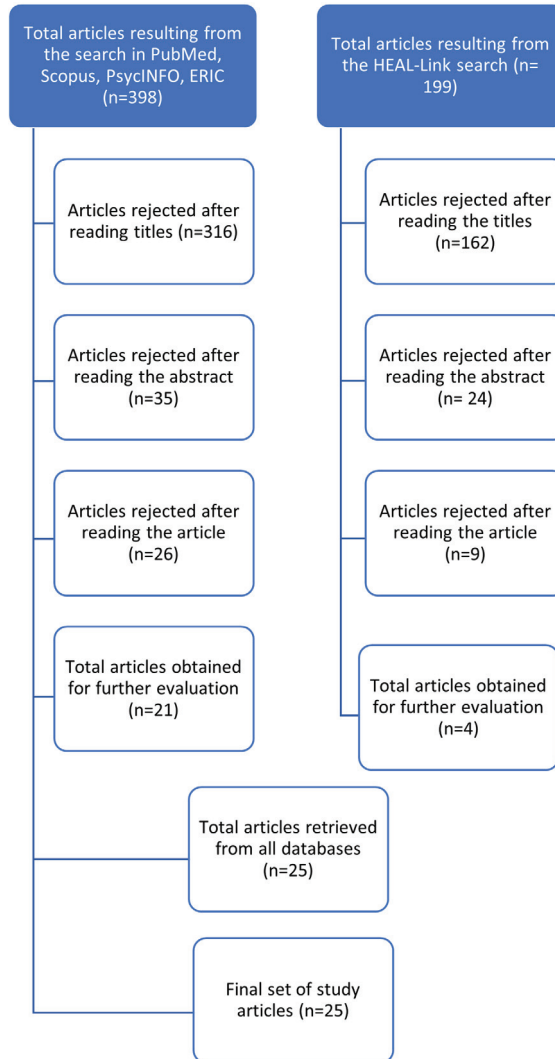 Total articles resulting from
the search in PubMed,
Scopus, PsycINFO, ERIC
(n=398)
Articles rejected after
reading titles (n=316)
Articles rejected after
reading the abstract
(n=35)
Articles rejected after
reading the article
(n=26)
Total articles obtained
for further evaluation
(n=21)
Total articles resulting from
the HEAL-Link search (n=
199)
Articles rejected after
reading the titles
(n=162)
Articles rejected after
reading the abstract
(n= 24)
Articles rejected after
reading the article
(n=9)
Total articles obtained
for further evaluation
(n=4)
Total articles retrieved
from all databases
(n=25)
Final set of study
articles (n=25)